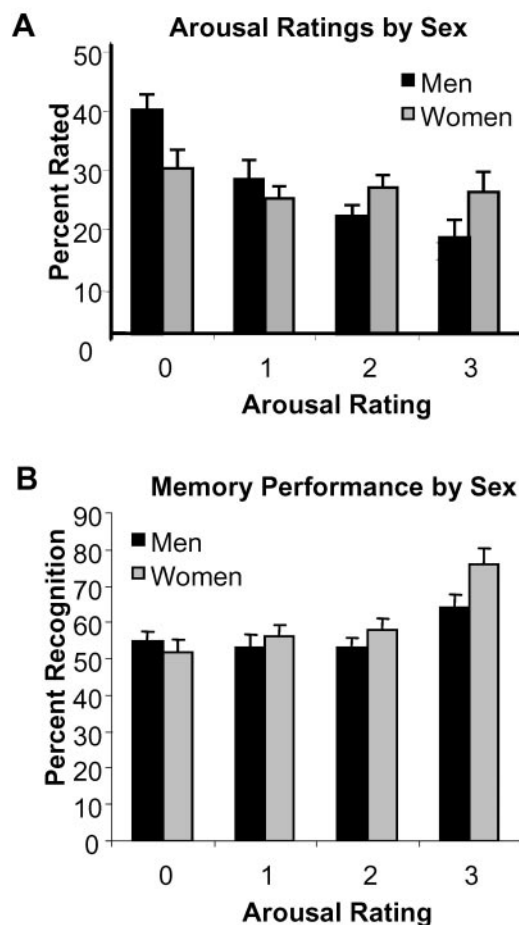 A
Arousal Ratings by Sex
Percent Rated
50
40
30
20
10
0
Men
Women
0 1 2 3
Arousal Rating
B
Memory Performance by Sex
Percent Recognition
90
80
70
60
50
40
30
20
10
0
Men
Women
0 1 2 3
Arousal Rating